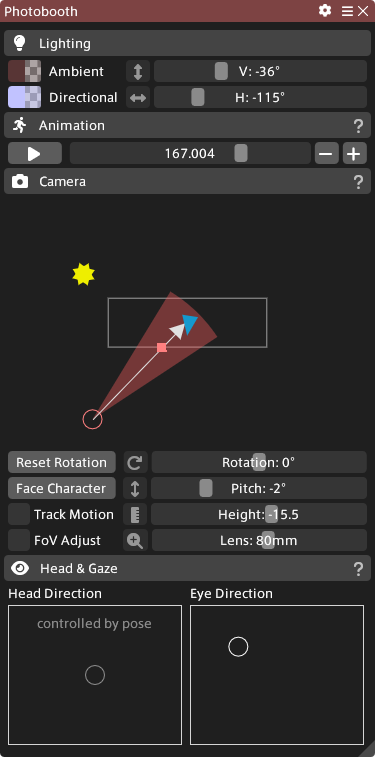 Photobooth
Lighting
Ambient
V: -36°
Directional
H: -115°
Animation
?
167.004
Camera
?
Reset Rotation
Rotation: 0°
Face Character
Pitch: -2°
Track Motion
Height: -15.5
FoV Adjust
Lens: 80mm
Head & Gaze
?
Head Direction
Eye Direction
controlled by pose